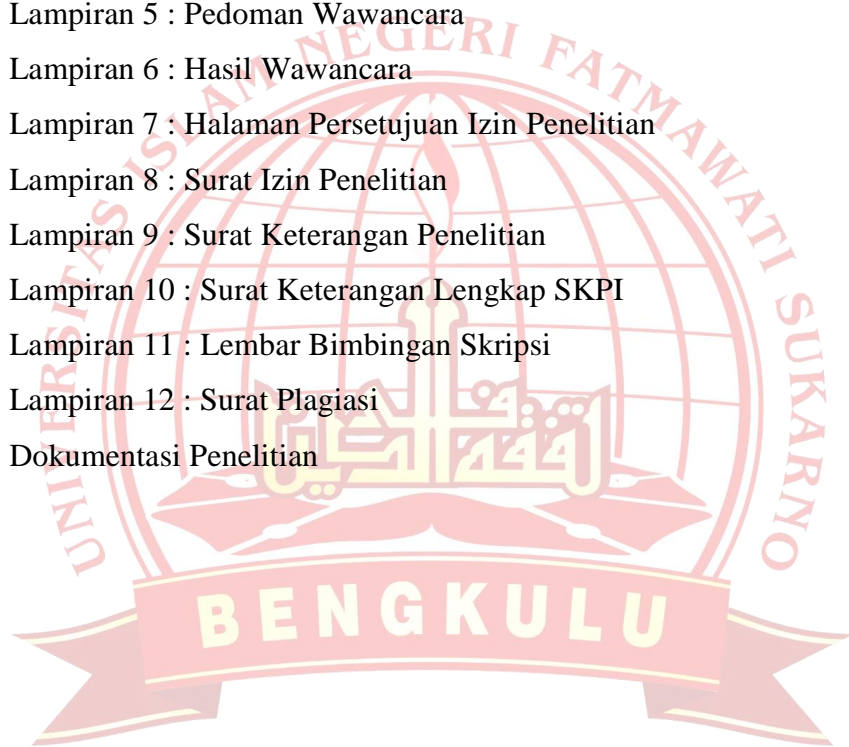 Lampiran 5 : Pedoman Wawancara
Lampiran 6 : Hasil Wawancara
Lampiran 7 : Halaman Persetujuan Izin Penelitian
Lampiran 8 : Surat Izin Penelitian
Lampiran 9 : Surat Keterangan Penelitian
Lampiran 10 : Surat Keterangan Lengkap SKPI
Lampiran 11 : Lembar Bimbingan Skripsi
Lampiran 12 : Surat Plagiasi
Dokumentasi Penelitian
UNIVERSITAS ISLAM NEGERI FATMAWATI SUKARNO
BENGKULU